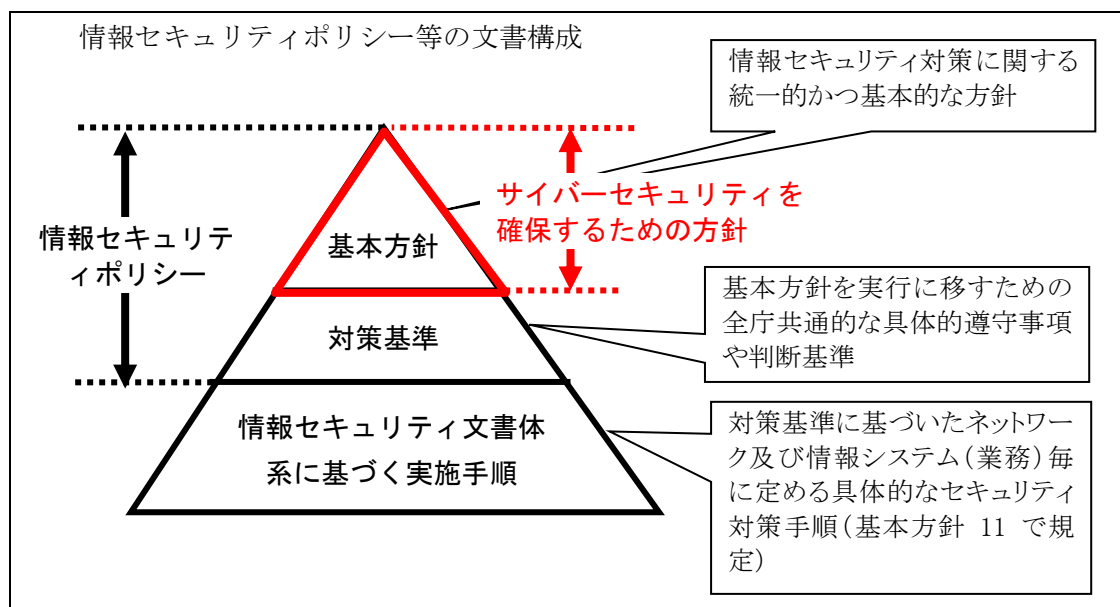 情報セキュリティポリシー等の文書構成
情報セキュリティ対策に関する
統一的かつ基本的な方針
サイバーセキュリティを
確保するための方針
情報セキュリテ
ィポリシー
基本方針
基本方針を実行に移すための
全庁共通的な具体的遵守事項
や判断基準
対策基準
情報セキュリティ文書体
系に基づく実施手順
対策基準に基づいたネットワー
ク及び情報システム(業務)毎
に定める具体的なセキュリティ
対策手順(基本方針 11 で規
定)